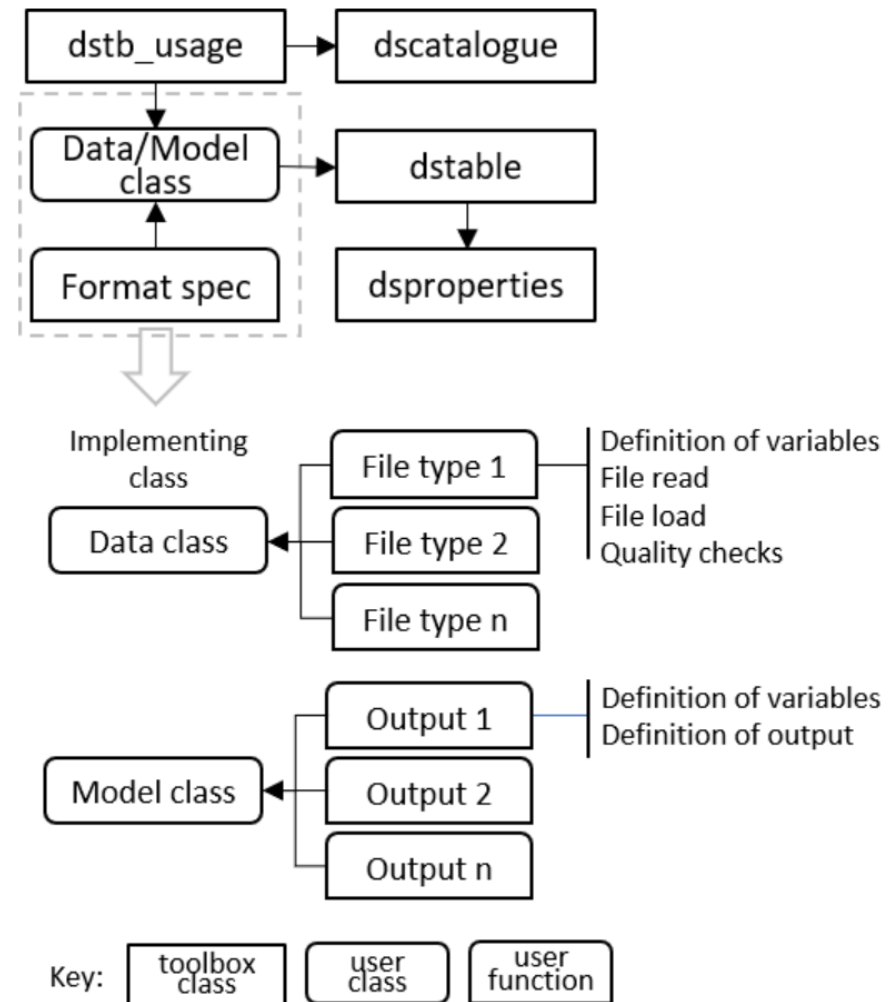 dstb_usage
dscatalogue
Data/Model
class
dstable
Format spec
dsproperties
Implementing
class
Data class
File type 1
File type 2
File type n
Definition of variables
File read
File load
Quality checks
Model class
Output 1
Output 2
Output n
Definition of variables
Definition of output
Key:
toolbox
class
user
class
user
function